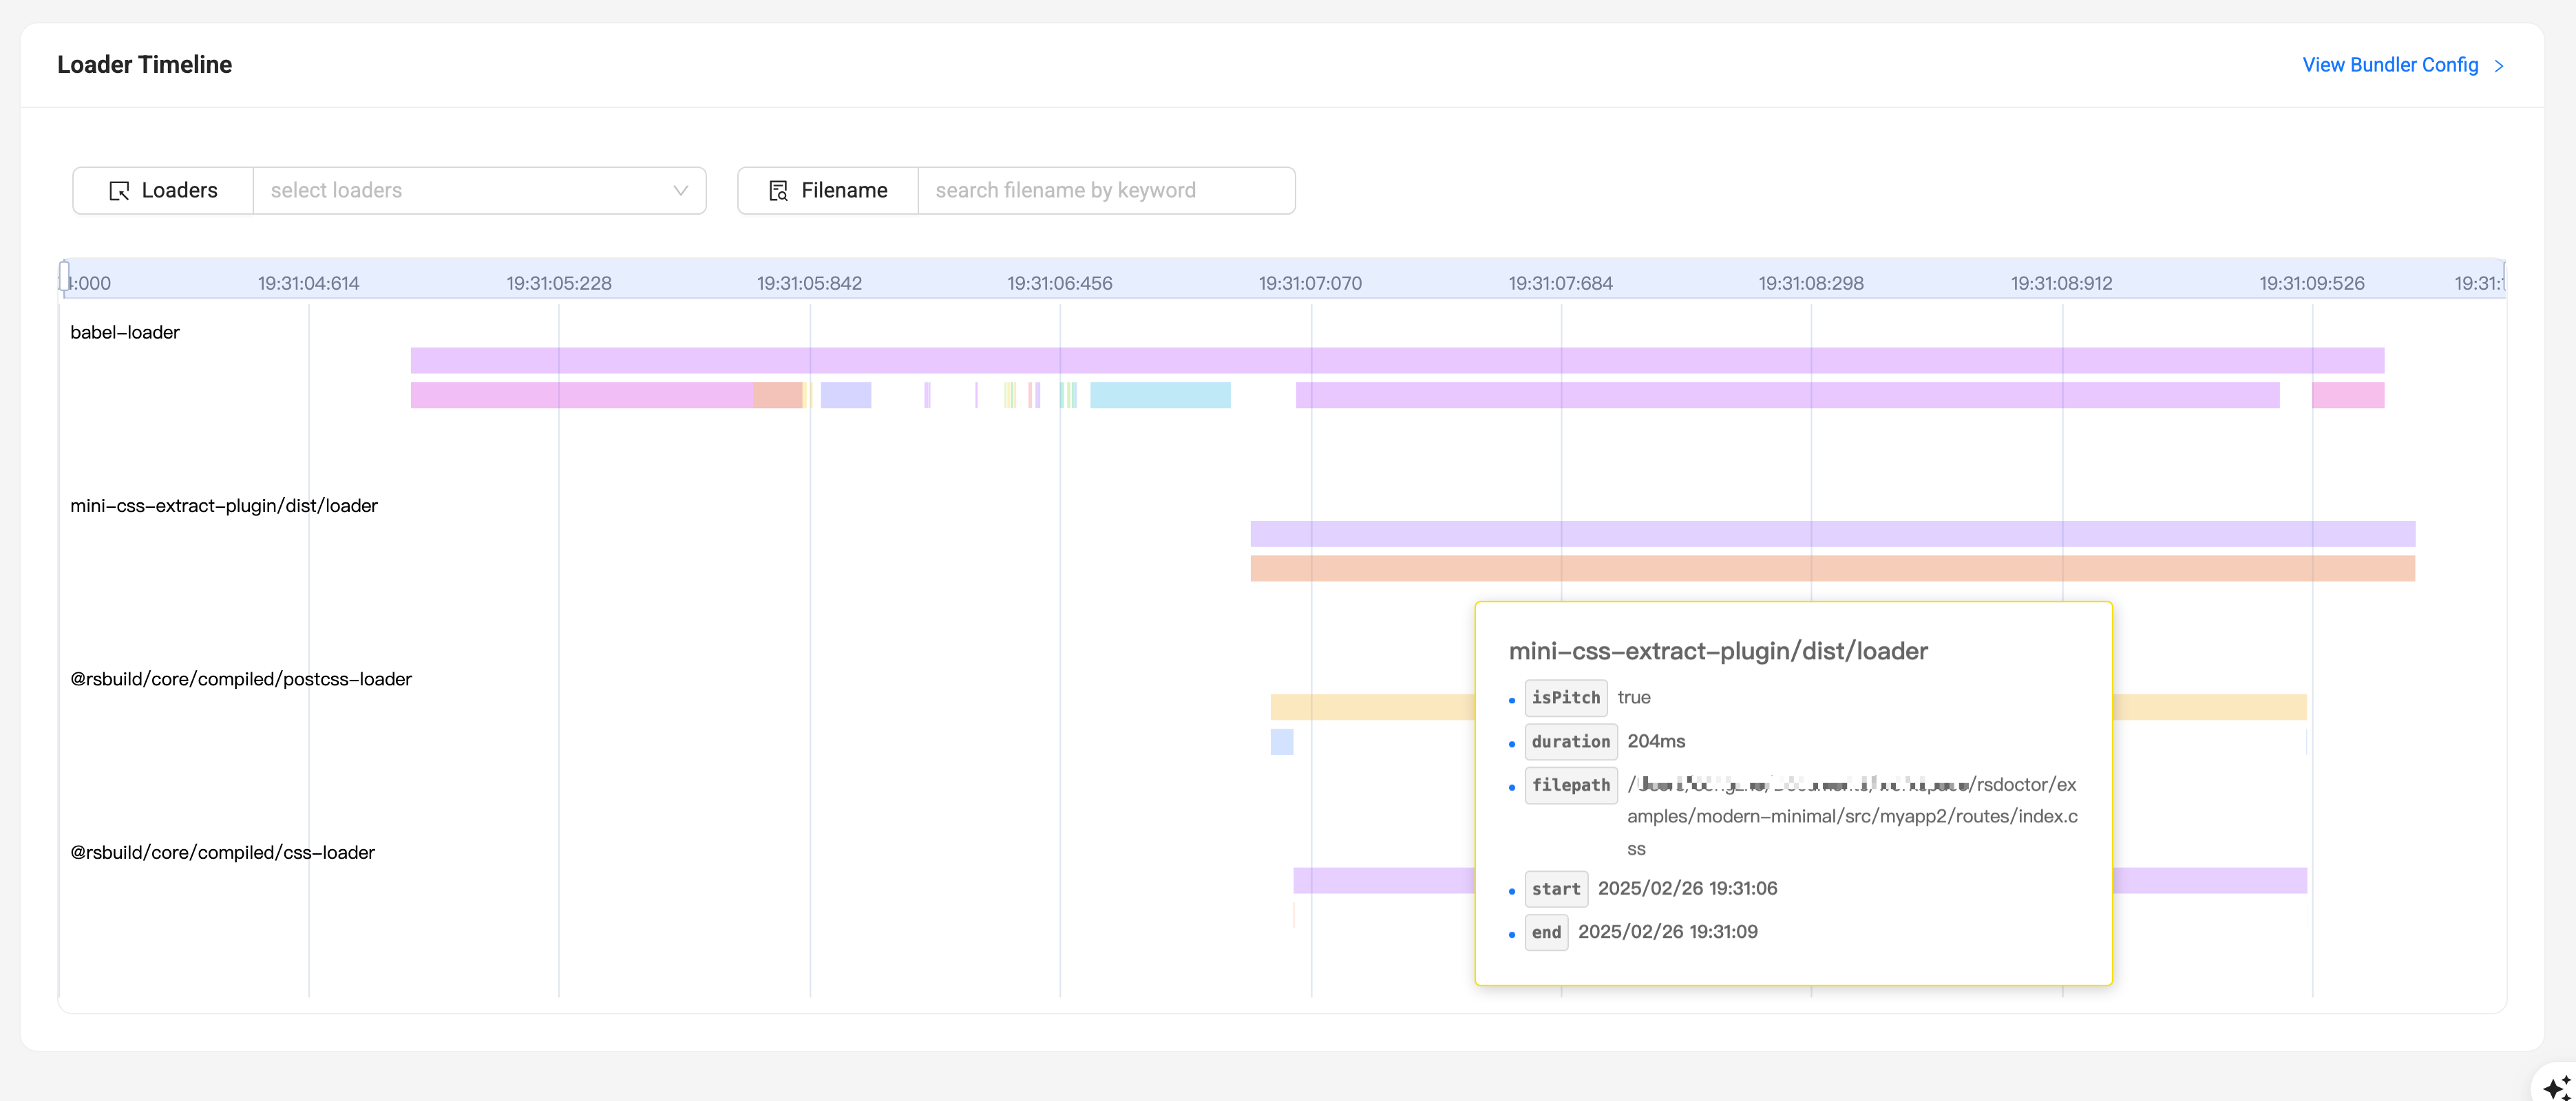 Loader Timeline
View Bundler Config
Loaders
select loaders
Filename
search filename by keyword
:000
19:31:04:614
19:31:05:228
19:31:05:842
19:31:06:456
19:31:07:070
19:31:07:684
19:31:08:298
19:31:08:912
19:31:09:526
19:31:
babel-loader
mini-css-extract-plugin/dist/loader
@rsbuild/core/compiled/postcss-loader
@rsbuild/core/compiled/css-loader
mini-css-extract-plugin/dist/loader
isPitch true
duration 204ms
filepath /rsdoctor/ex
amples/modern-minimal/src/myapp2/routes/index.c
ss
start 2025/02/26 19:31:06
end 2025/02/26 19:31:09